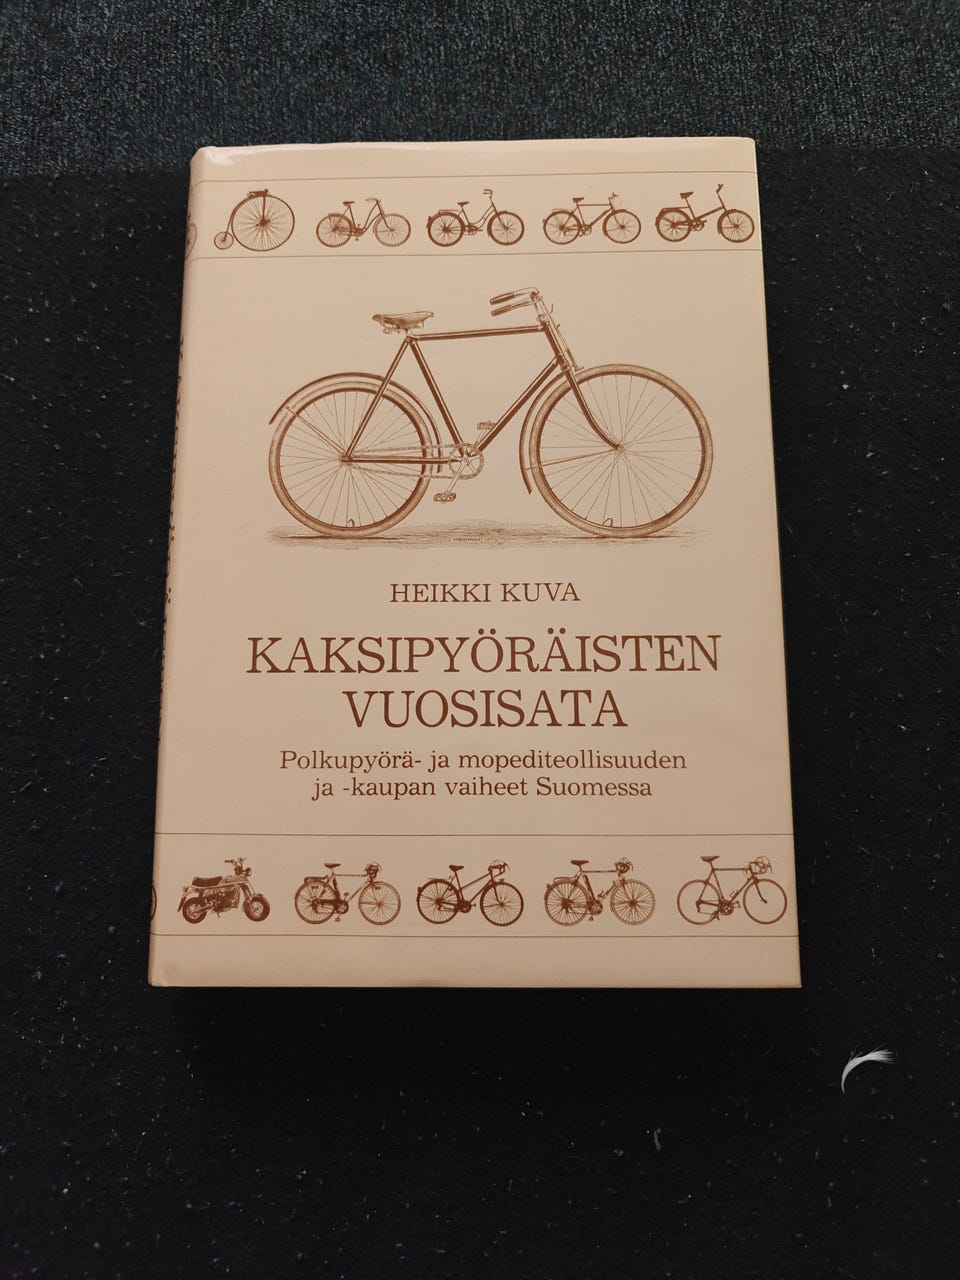 HEIKKI KUVA
KAKSIPYÖRÄISTEN
VUOSISATA
Polkupyörä- ja mopediteollisuuden
ja -kaupan vaiheet Suomessa